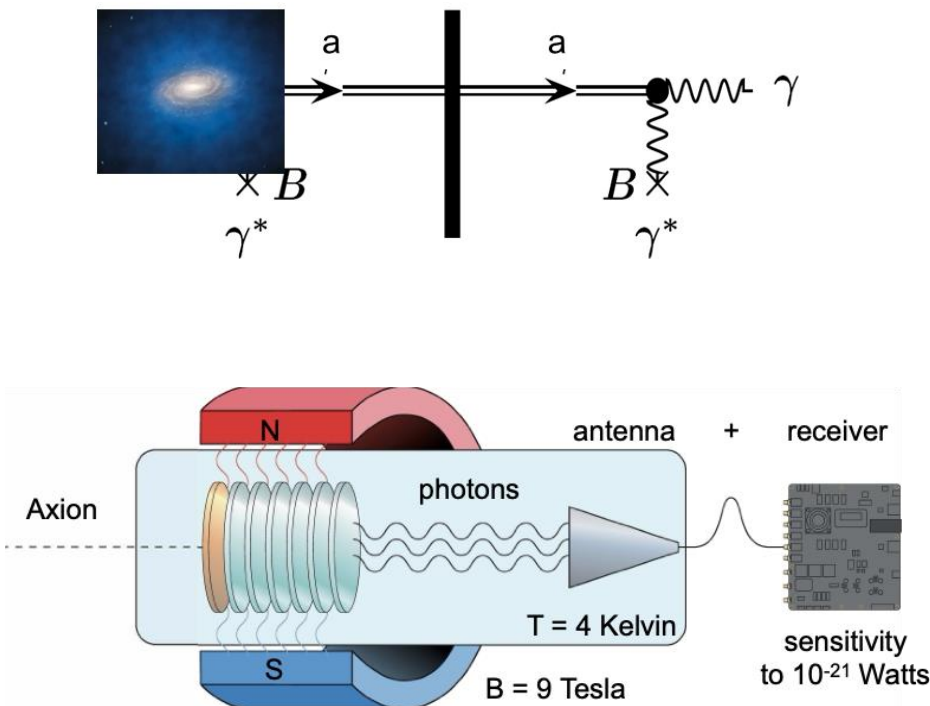 a
a
γ
B
B
γ*
γ*
N
antenna + receiver
Axion
photons
T = 4 Kelvin
S
B = 9 Tesla
sensitivity
to 10⁻²¹ Watts